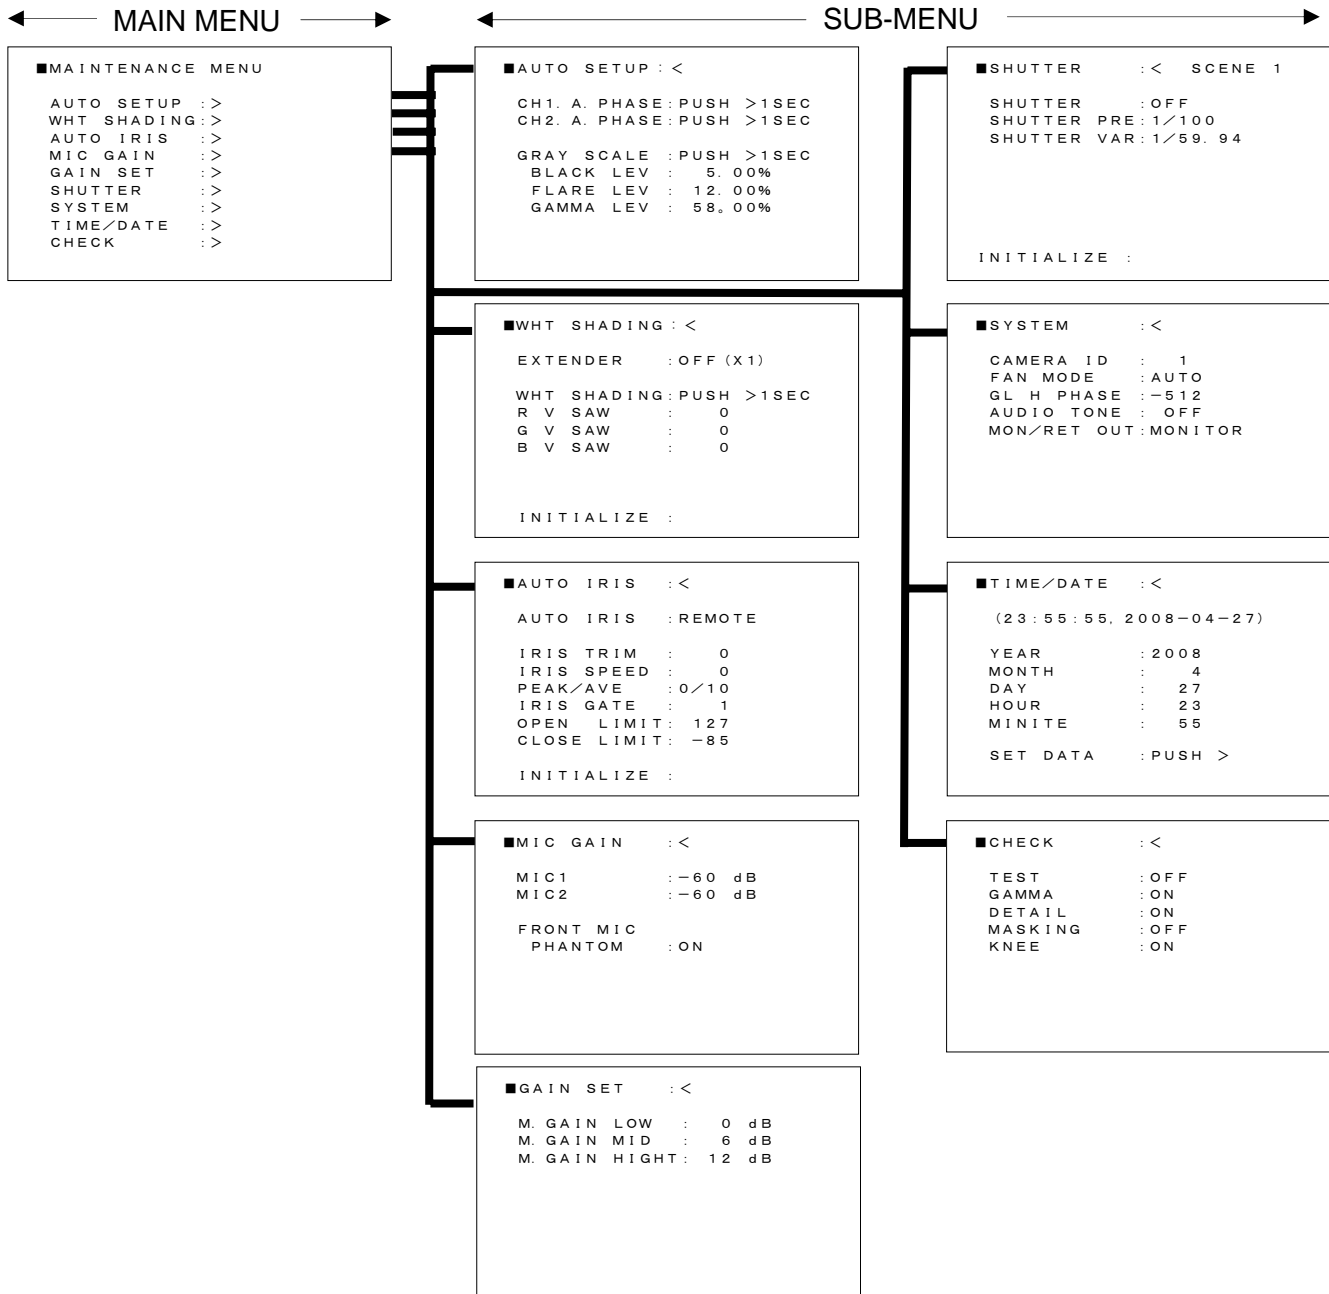 MAIN MENU
SUB-MENU
■MAINTENANCE MENU
AUTO SETUP :>
WHT SHADING:>
AUTO IRIS :>
MIC GAIN :>
GAIN SET :>
SHUTTER :>
SYSTEM :>
TIME/DATE :>
CHECK :>
■AUTO SETUP:<
CH1. A. PHASE:PUSH >1SEC
CH2. A. PHASE:PUSH >1SEC
GRAY SCALE :PUSH >1SEC
BLACK LEV : 5. 00%
FLARE LEV : 12. 00%
GAMMA LEV : 58。00%
■WHT SHADING:<
EXTENDER :OFF(X1)
WHT SHADING:PUSH >1SEC
R V SAW : 0
G V SAW : 0
B V SAW : 0
INITIALIZE :
■AUTO IRIS :<
AUTO IRIS :REMOTE
IRIS TRIM : 0
IRIS SPEED : 0
PEAK/AVE :0/10
IRIS GATE : 1
OPEN LIMIT: 127
CLOSE LIMIT: -85
INITIALIZE :
■MIC GAIN :<
MIC1 :-60 dB
MIC2 :-60 dB
FRONT MIC
PHANTOM :ON
■GAIN SET :<
M. GAIN LOW : 0 dB
M. GAIN MID : 6 dB
M. GAIN HIGHT: 12 dB
■SHUTTER :< SCENE 1
SHUTTER :OFF
SHUTTER PRE:1/100
SHUTTER VAR:1/59. 94
INITIALIZE :
■SYSTEM :<
CAMERA ID : 1
FAN MODE :AUTO
GL H PHASE :-512
AUDIO TONE : OFF
MON/RET OUT:MONITOR
■TIME/DATE :<
(23:55:55, 2008-04-27)
YEAR :2008
MONTH : 4
DAY : 27
HOUR : 23
MINITE : 55
SET DATA :PUSH >
■CHECK :<
TEST :OFF
GAMMA :ON
DETAIL :ON
MASKING :OFF
KNEE :ON